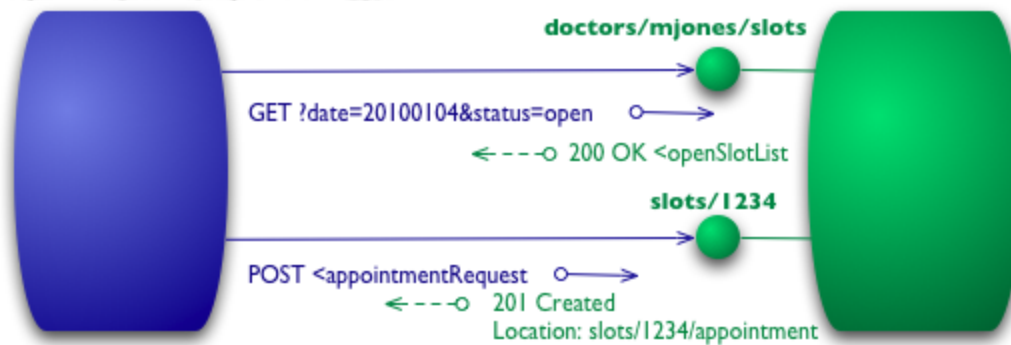 doctors/mjones/slots
GET ?date=20100104&status=open
200 OK <openSlotList
slots/1234
POST <appointmentRequest
201 Created
Location: slots/1234/appointment